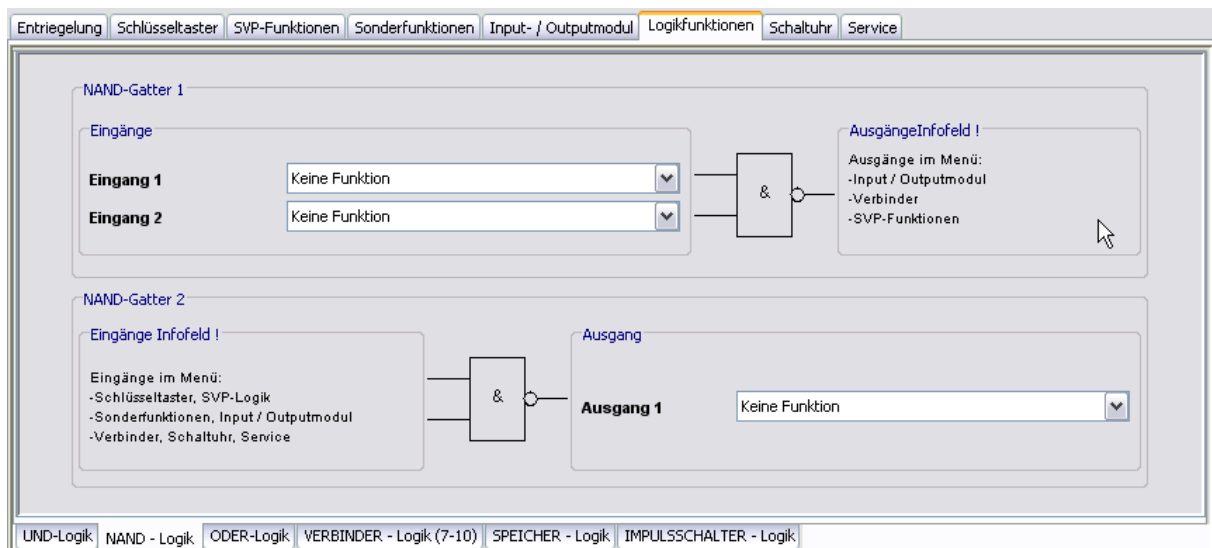 Entriegelung Schlüsseltaster SVP-Funktionen Sonderfunktionen Input- / Outputmodul Logikfunktionen Schaltuhr Service
NAND-Gatter 1
Eingänge
Eingang 1 Keine Funktion
Eingang 2 Keine Funktion
&
AusgängeInfofeld !
Ausgänge im Menü:
-Input / Outputmodul
-Verbinder
-SVP-Funktionen
NAND-Gatter 2
Eingänge Infofeld !
Eingänge im Menü:
-Schlüsseltaster, SVP-Logik
-Sonderfunktionen, Input / Outputmodul
-Verbinder, Schaltuhr, Service
&
Ausgang
Ausgang 1 Keine Funktion
UND-Logik NAND - Logik ODER-Logik VERBINDER - Logik (7-10) SPEICHER - Logik IMPULSSCHALTER - Logik